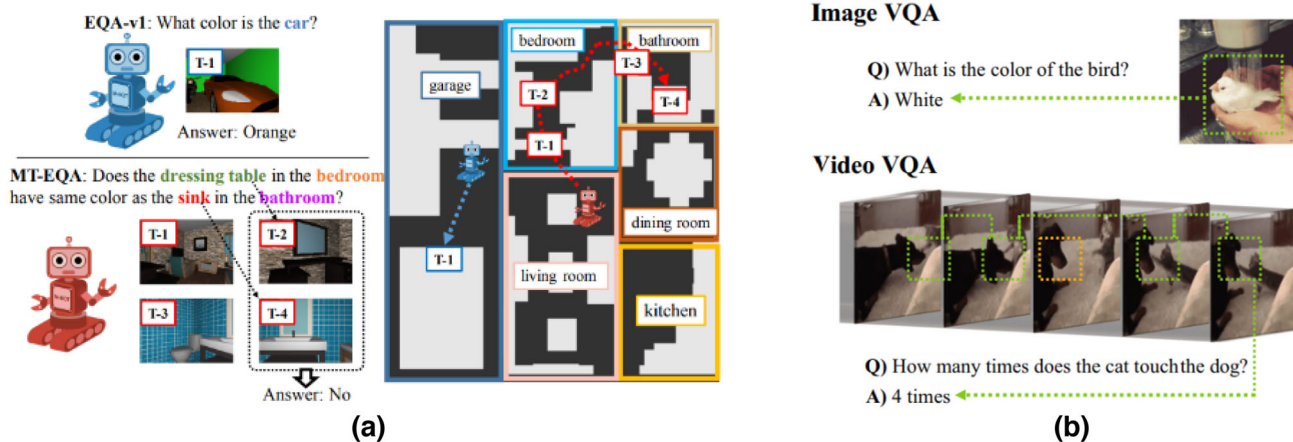 EQA-v1: What color is the car?
T-1
Answer: Orange
MT-EQA: Does the dressing table in the bedroom
have same color as the sink in the bathroom?
T-1
T-2
T-3
T-4
Answer: No
garage
T-1
bedroom
T-2
T-1
bathroom
T-3
T-4
dining room
living room
kitchen
(a)
Image VQA
Q) What is the color of the bird?
A) White
Video VQA
Q) How many times does the cat touch the dog?
A) 4 times
(b)